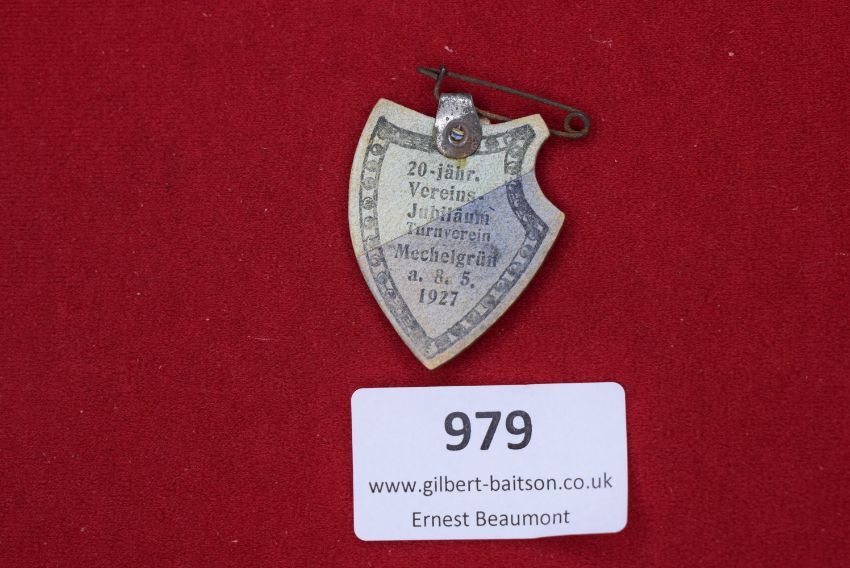 20-jähr.
Vereins.
Jubiläum
Turnverein
Mechelgrün
a. 8. 5.
1927
979
www.gilbert-baitson.co.uk
Ernest Beaumont